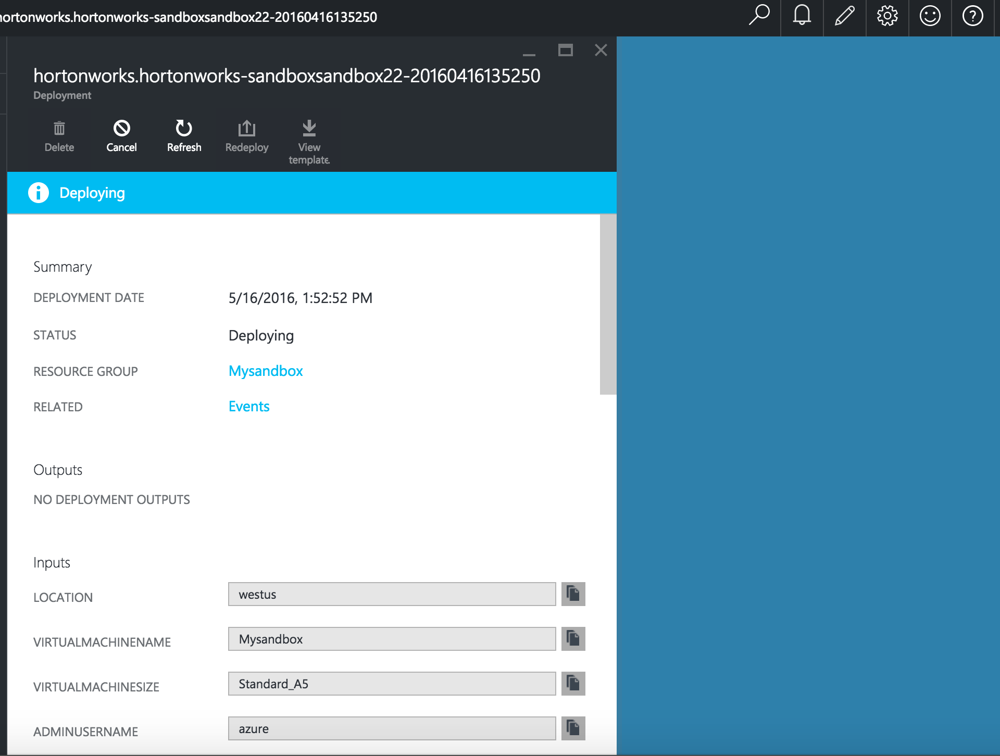 hortonworks.hortonworks-sandboxsandbox22-20160416135250
hortonworks.hortonworks-sandboxsandbox22-20160416135250
Deployment
Delete
Cancel
Refresh
Redeploy
View
template.
Deploying
Summary
DEPLOYMENT DATE 5/16/2016, 1:52:52 PM
STATUS Deploying
RESOURCE GROUP Mysandbox
RELATED Events
Outputs
NO DEPLOYMENT OUTPUTS
Inputs
LOCATION westus
VIRTUALMACHINENAME Mysandbox
VIRTUALMACHINESIZE Standard_A5
ADMINUSERNAME azure